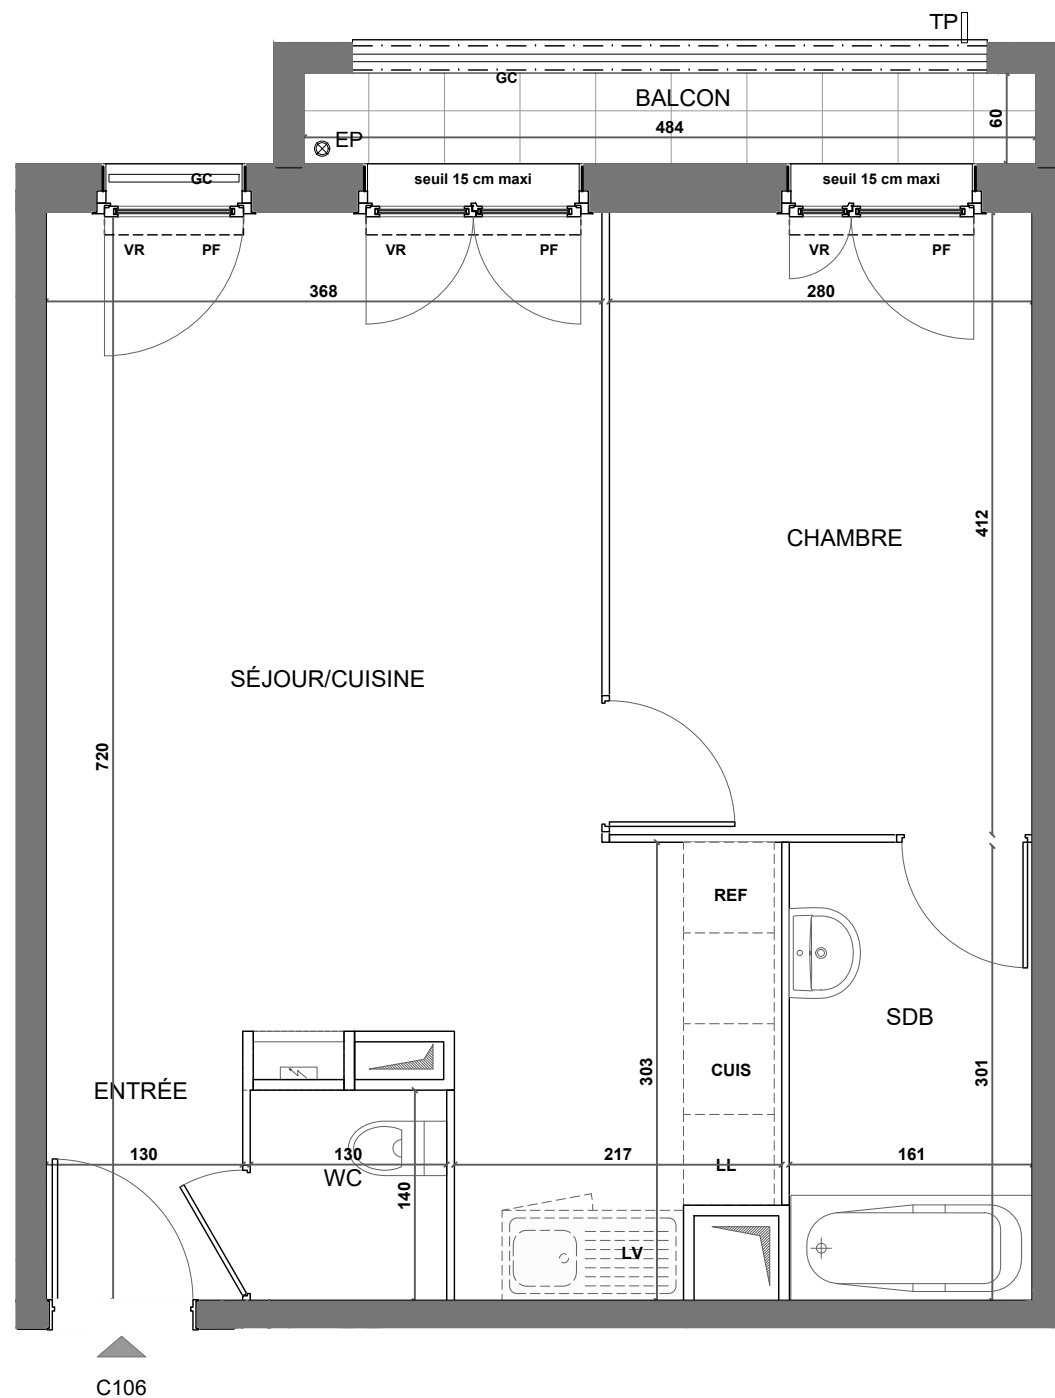 TP
GC
BALCON
484
60
EP
GC
seuil 15 cm maxi
seuil 15 cm maxi
VR
PF
VR
PF
VR
PF
368
280
412
CHAMBRE
SÉJOUR/CUISINE
720
REF
SDB
303
CUIS
301
ENTRÉE
130
130
217
LL
161
WC
140
LV
C106